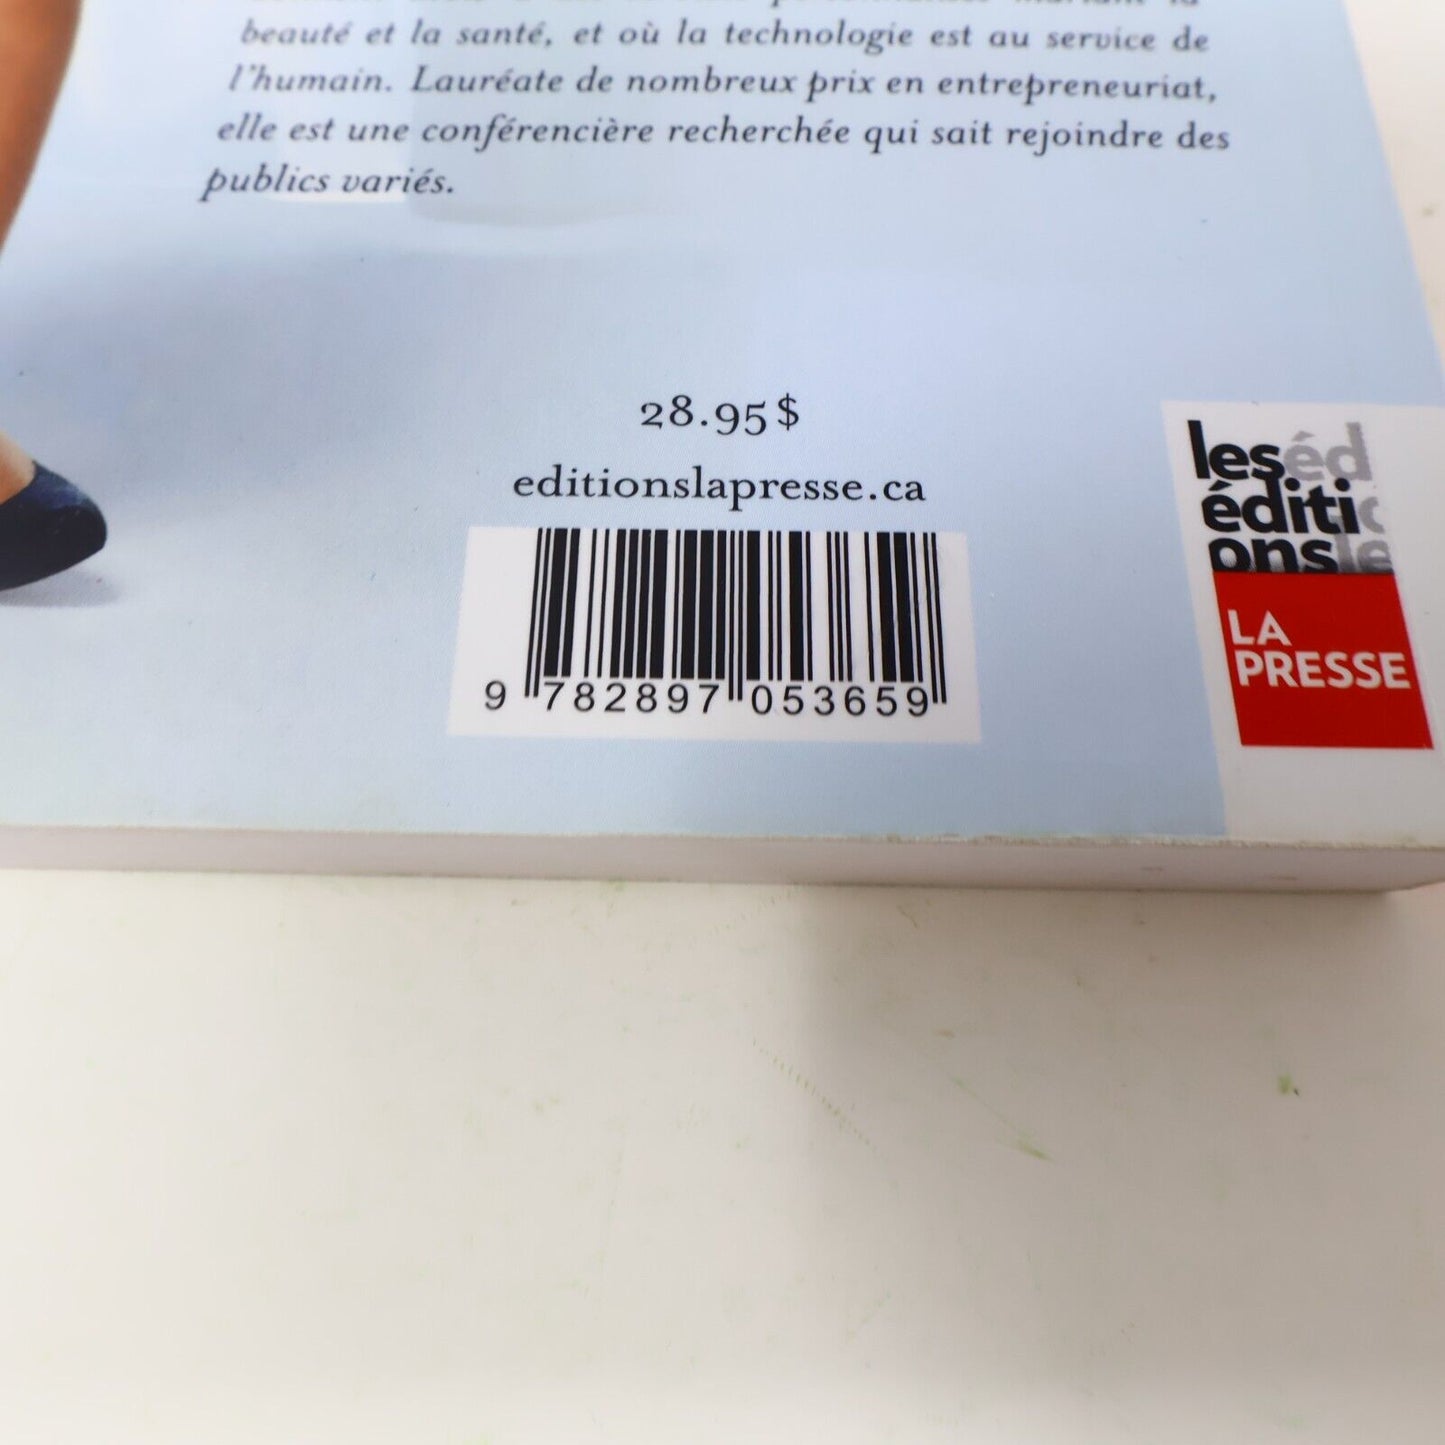 beauté et la santé, et où la technologie est au service de
l'humain. Lauréate de nombreux prix en entrepreneuriat,
elle est une conférencière recherchée qui sait rejoindre des
publics variés.
28.95$
editionslapresse.ca
9 782897 053659
les éd
éditi
ons le
LA
PRESSE